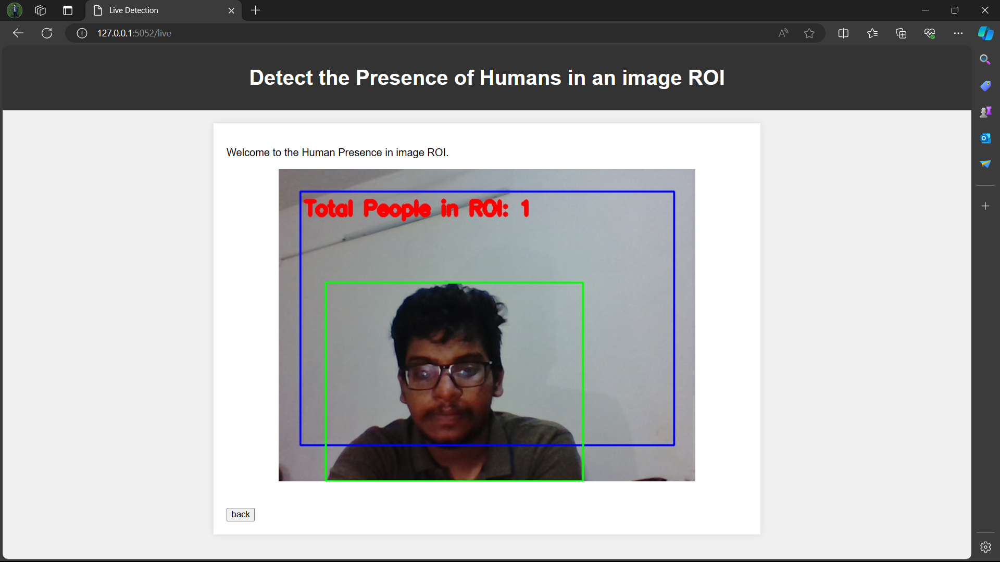 Live Detection
127.0.0.1:5052/live
Detect the Presence of Humans in an image ROI
Welcome to the Human Presence in image ROI.
Total People in ROI: 1
back